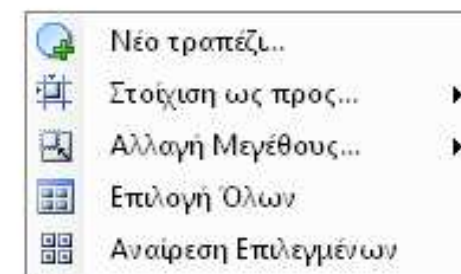 Νέο τραπέζι...
Στοίχιση ως προς...
Αλλαγή Μεγέθους...
Επιλογή Όλων
Αναίρεση Επιλεγμένων